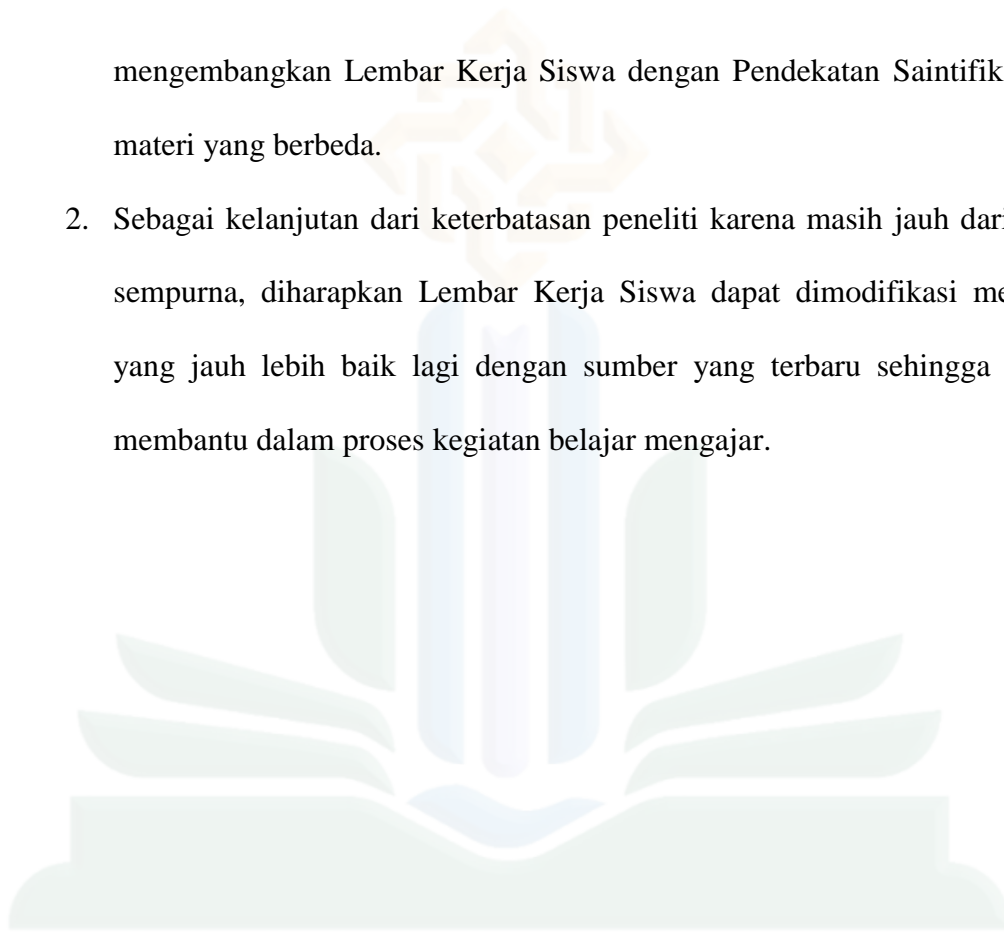 mengembangkan Lembar Kerja Siswa dengan Pendekatan Saintifik
materi yang berbeda.
2. Sebagai kelanjutan dari keterbatasan peneliti karena masih jauh dari
sempurna, diharapkan Lembar Kerja Siswa dapat dimodifikasi
yang jauh lebih baik lagi dengan sumber yang terbaru sehingga
membantu dalam proses kegiatan belajar mengajar.